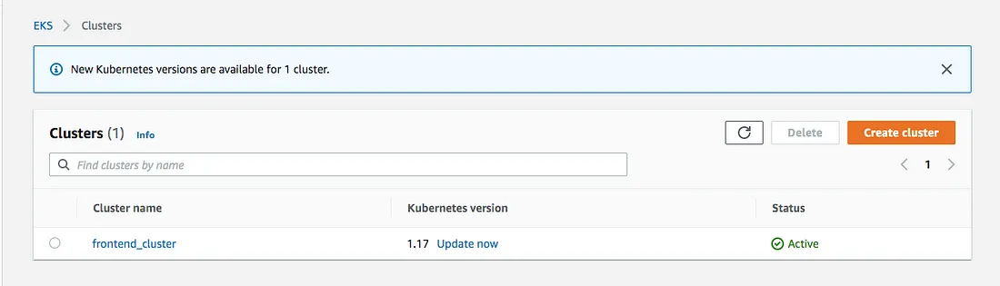 EKS > Clusters
New Kubernetes versions are available for 1 cluster.
Clusters (1) Info
Delete
Create cluster
Find clusters by name
1
Cluster name Kubernetes version Status
frontend_cluster 1.17 Update now Active